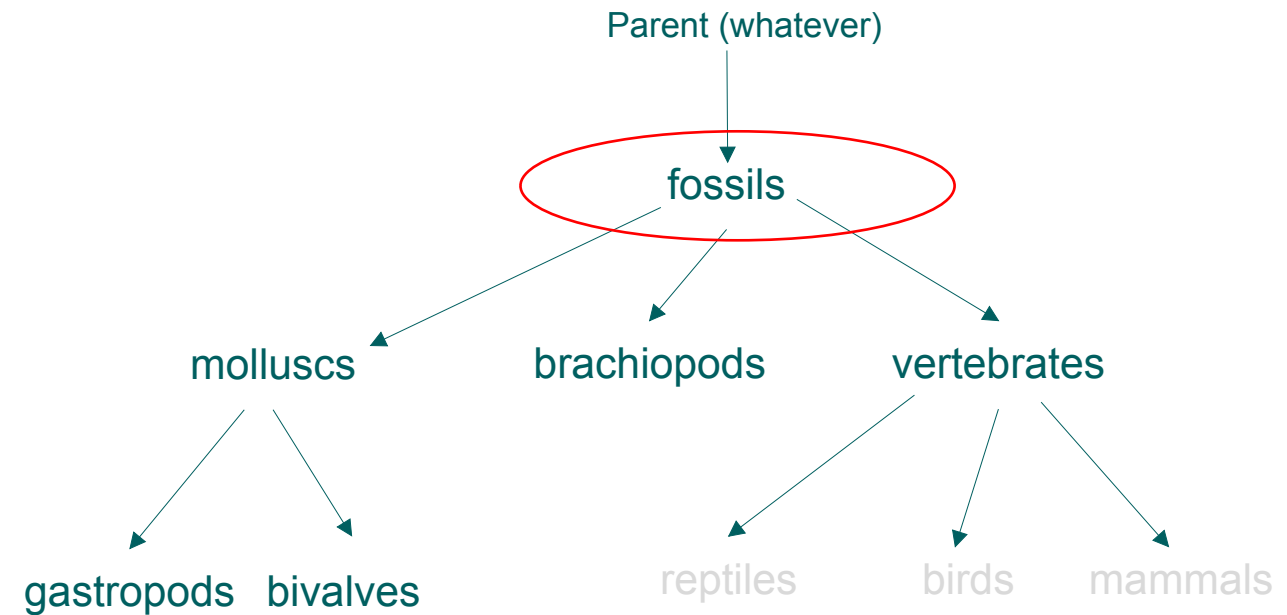 Parent (whatever)
fossils
molluscs
brachiopods
vertebrates
gastropods
bivalves
reptiles
birds
mammals